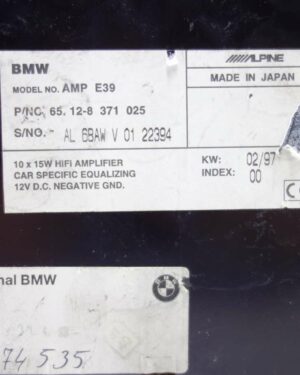 BMW
ALPINE
MODEL NO. AMP E39
MADE IN JAPAN
P/NO. 65. 12-8 371 025
S/NO. AL 6BAW V 01 22394
10 x 15W HIFI AMPLIFIER
CAR SPECIFIC EQUALIZING
12V D.C. NEGATIVE GND.
KW: 02/97
INDEX: 00
nal BMW
74535